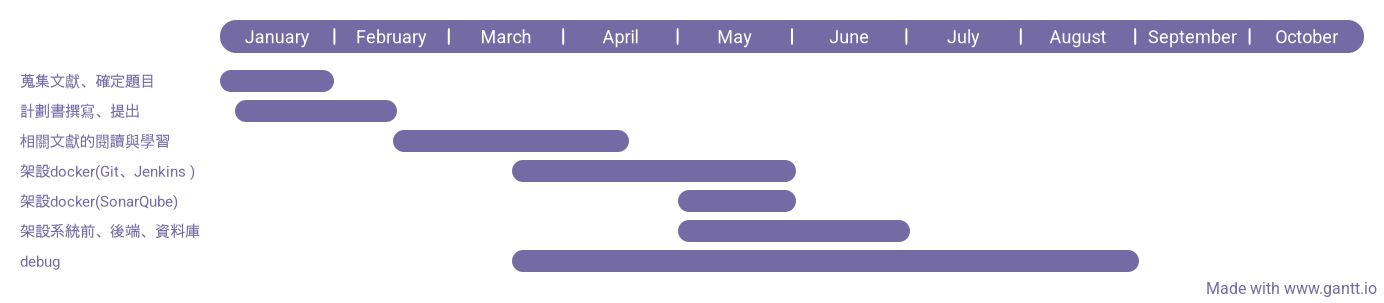 January | February | March | April | May | June | July | August | September | October
蒐集文獻、確定題目
計劃書撰寫、提出
相關文獻的閱讀與學習
架設docker(Git、Jenkins )
架設docker(SonarQube)
架設系統前、後端、資料庫
debug
Made with www.gantt.io